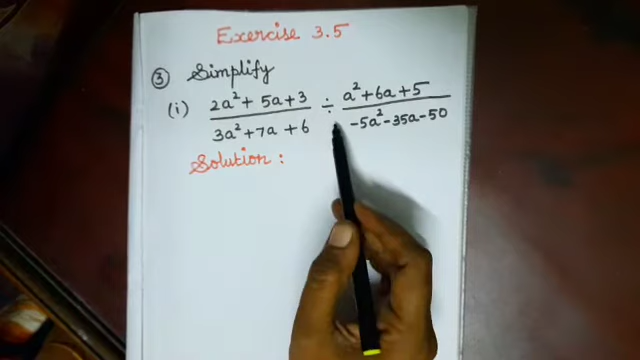 Exercise 3.5
③ Simplify
(i) 2a² + 5a + 3 / 3a² + 7a + 6 ÷ a² + 6a + 5 / -5a² - 35a - 50
Solution :